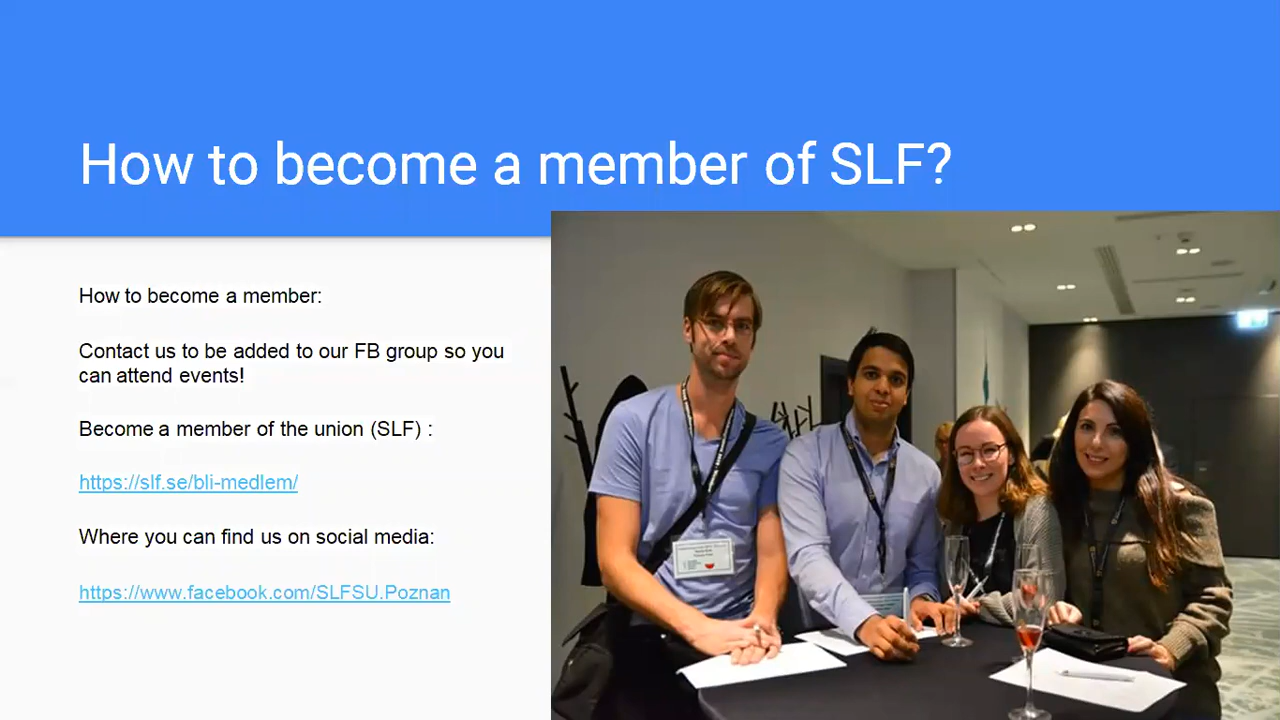 How to become a member of SLF?
How to become a member:
Contact us to be added to our FB group so you
can attend events!
Become a member of the union (SLF) :
https://slf.se/bli-medlem/
Where you can find us on social media:
https://www.facebook.com/SLFSU.Poznan